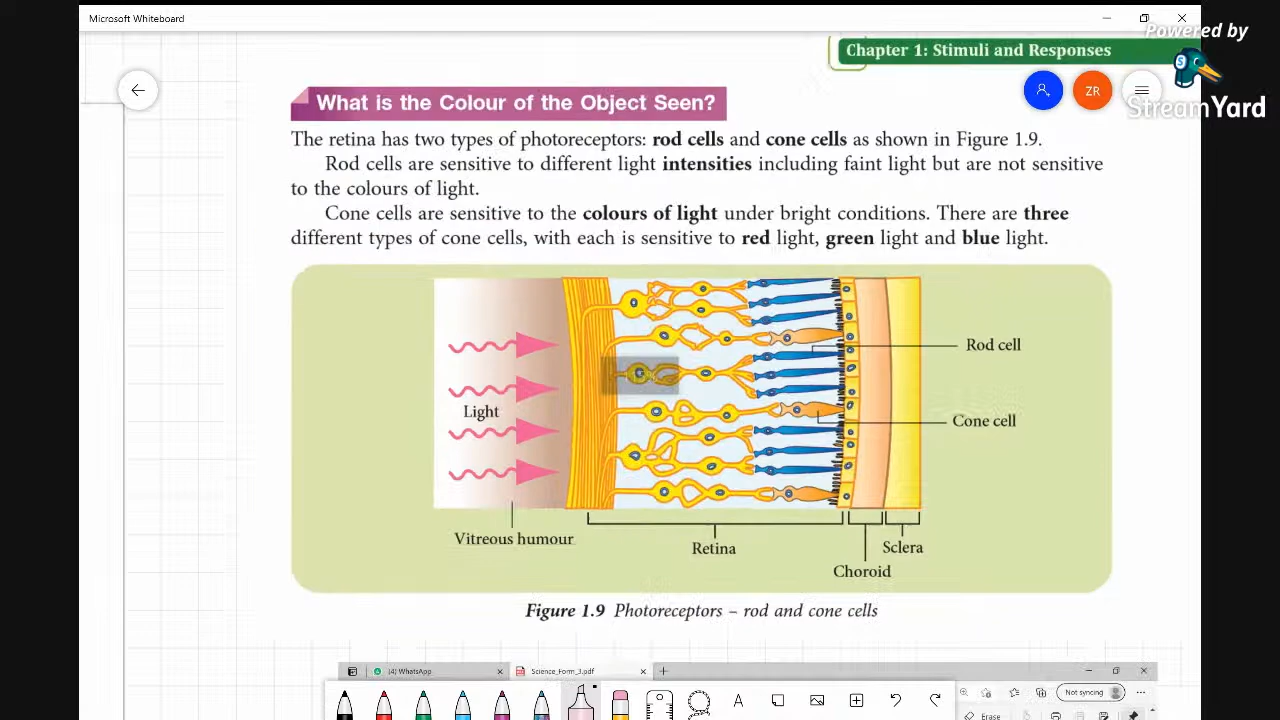 Microsoft Whiteboard
Powered by
StreamYard
Chapter 1: Stimuli and Responses
ZR
What is the Colour of the Object Seen?
The retina has two types of photoreceptors: rod cells and cone cells as shown in Figure 1.9.
Rod cells are sensitive to different light intensities including faint light but are not sensitive
to the colours of light.
Cone cells are sensitive to the colours of light under bright conditions. There are three
different types of cone cells, with each is sensitive to red light, green light and blue light.
Rod cell
Light
Cone cell
Vitreous humour
Retina
Sclera
Choroid
Figure 1.9 Photoreceptors – rod and cone cells
(4) WhatsApp
Science_Form_3.pdf
Not syncing
Erase